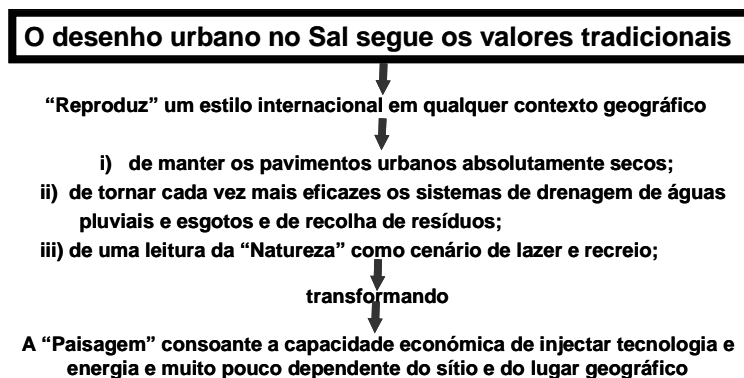 O desenho urbano no Sal segue os valores tradicionais
“Reproduz” um estilo internacional em qualquer contexto geográfico
i) de manter os pavimentos urbanos absolutamente secos;
ii) de tornar cada vez mais eficazes os sistemas de drenagem de águas
pluviais e esgotos e de recolha de resíduos;
iii) de uma leitura da “Natureza” como cenário de lazer e recreio;
transformando
A “Paisagem” consoante a capacidade económica de injectar tecnologia e
energia e muito pouco dependente do sítio e do lugar geográfico